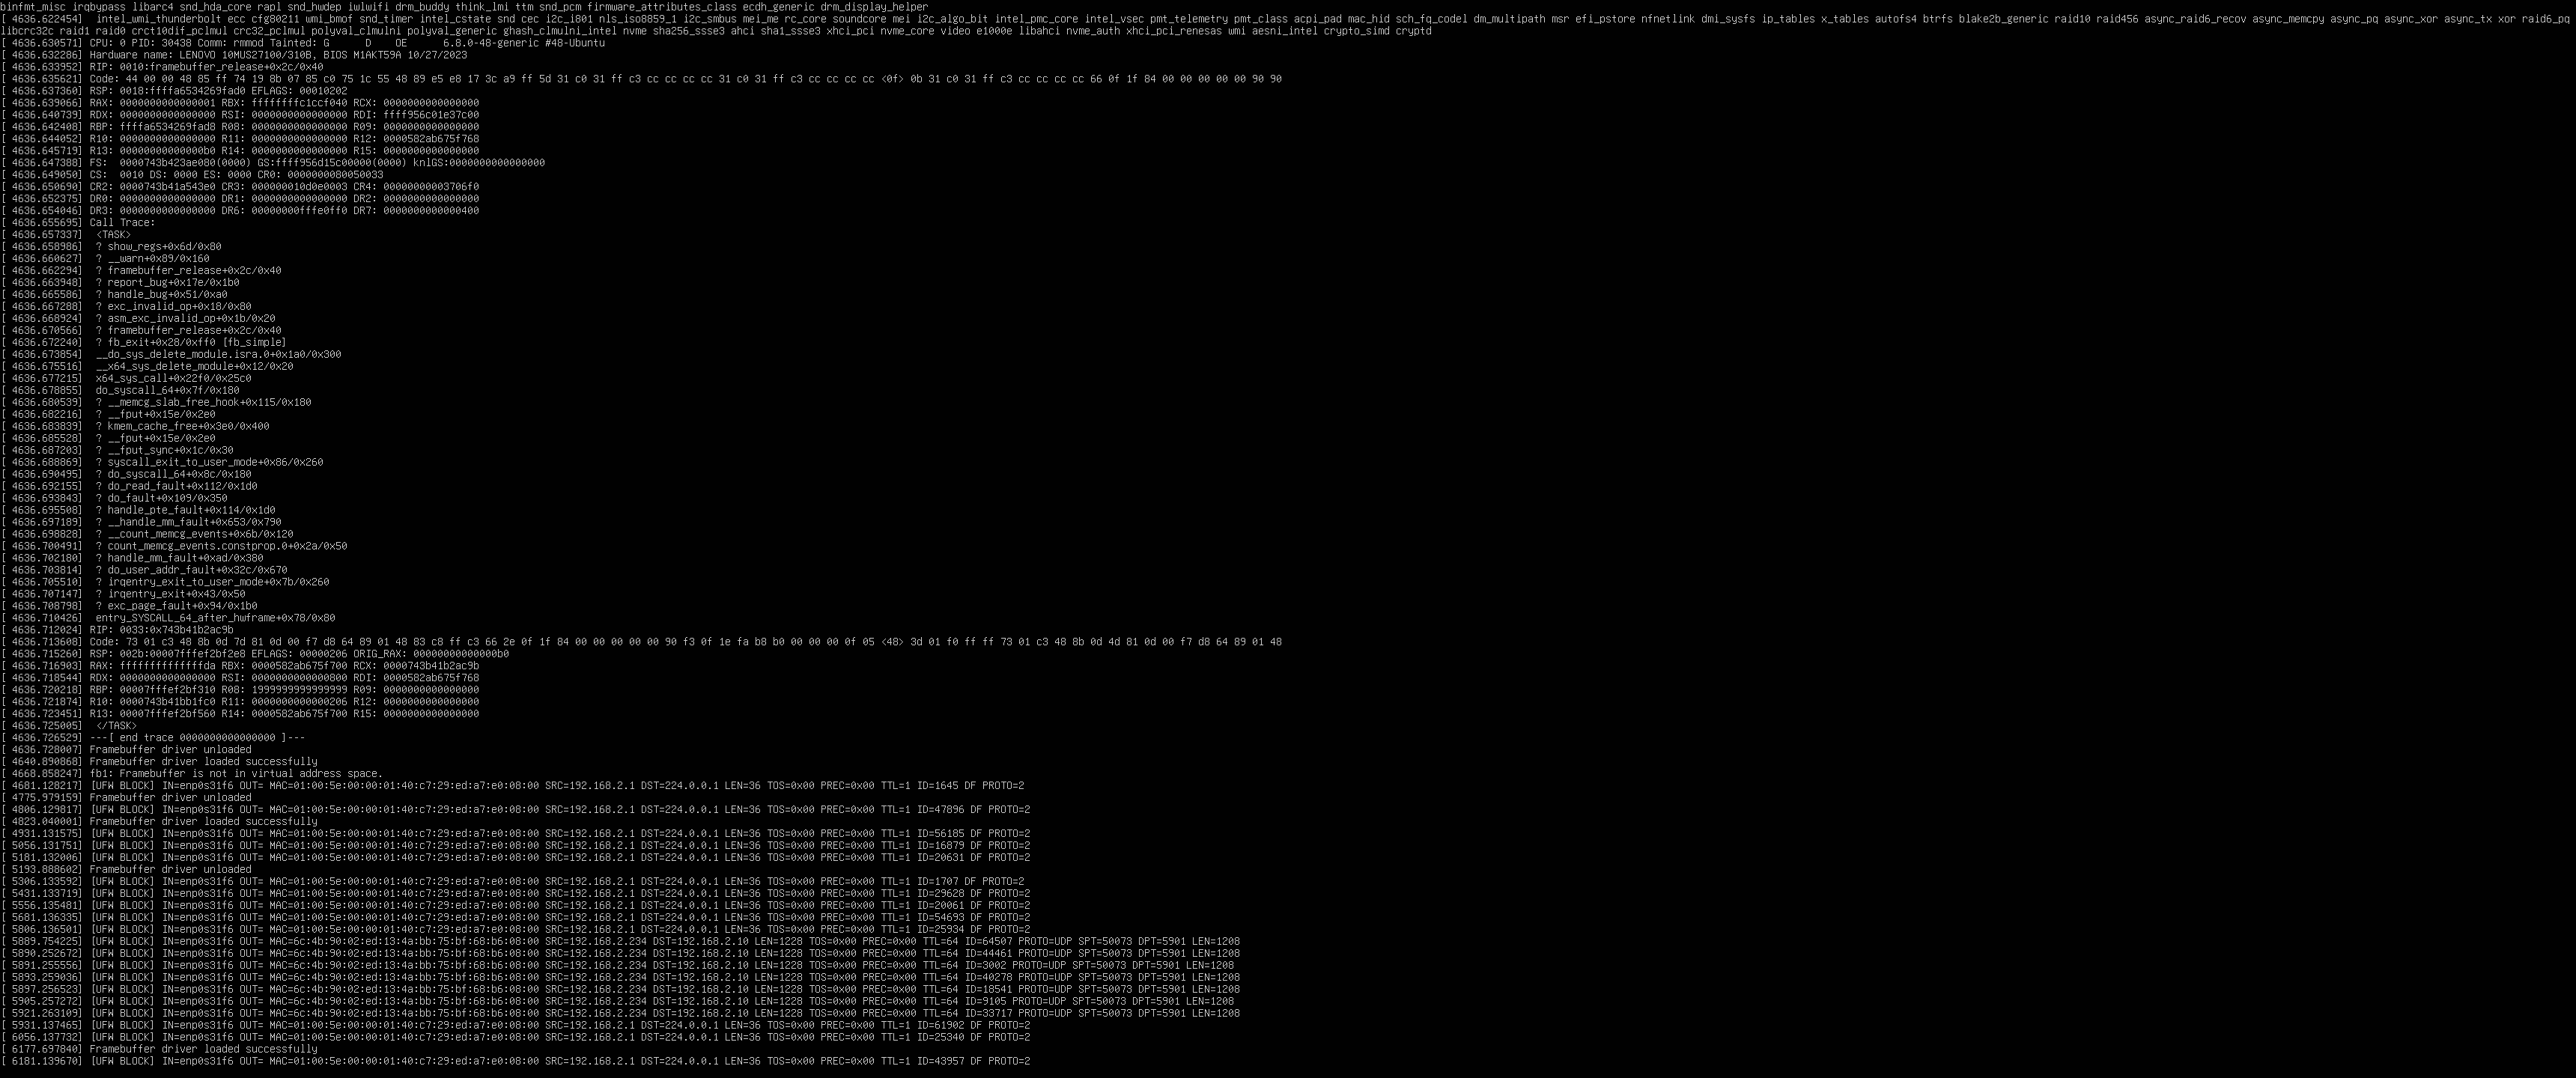 binfmt_misc irqbypass libarc4 snd_hda_core rapl snd_hwdep iwlwifi drm_buddy think_lmi ttm snd_pcm firmware_attributes_class ecdh_generic drm_display_helper
[ 4636.622454]  intel_wmi_thunderbolt ecc cfg80211 wmi_bmof snd_timer intel_cstate snd cec i2c_i801 nls_iso8859_1 i2c_smbus mei_me rc_core soundcore mei i2c_algo_bit intel_pmc_core intel_vsec pmt_telemetry pmt_class acpi_pad mac_hid sch_fq_codel dm_multipath msr efi_pstore nfnetlink dmi_sysfs ip_tables x_tables autofs4 btrfs blake2b_generic raid10 raid456 async_raid6_recov async_memcpy async_pq async_xor async_tx xor raid6_pq
libcrc32c raid1 raid0 crct10dif_pclmul crc32_pclmul polyval_clmulni polyval_generic ghash_clmulni_intel nvme sha256_ssse3 ahci sha1_ssse3 xhci_pci nvme_core video e1000e libahci nvme_auth xhci_pci_renesas wmi aesni_intel crypto_simd cryptd
[ 4636.630571] CPU: 0 PID: 30438 Comm: rmmod Tainted: G      D    OE      6.8.0-48-generic #48-Ubuntu
[ 4636.632286] Hardware name: LENOVO 10MUS27100/310B, BIOS M1AKT59A 10/27/2023
[ 4636.633952] RIP: 0010:framebuffer_release+0x2c/0x40
[ 4636.635621] Code: 44 00 00 48 85 ff 74 19 8b 07 85 c0 75 1c 55 48 89 e5 e8 17 3c a9 ff 5d 31 c0 31 ff c3 cc cc cc cc 31 c0 31 ff c3 cc cc cc cc <0f> 0b 31 c0 31 ff c3 cc cc cc cc 66 0f 1f 84 00 00 00 00 00 90 90
[ 4636.637360] RSP: 0018:ffffa6534269fad0 EFLAGS: 00010202
[ 4636.639066] RAX: 0000000000000001 RBX: ffffffffc1ccf040 RCX: 0000000000000000
[ 4636.640739] RDX: 0000000000000000 RSI: 0000000000000000 RDI: ffff956c01e37c00
[ 4636.642408] RBP: ffffa6534269fad8 R08: 0000000000000000 R09: 0000000000000000
[ 4636.644052] R10: 0000000000000000 R11: 0000000000000000 R12: 0000582ab675f768
[ 4636.645719] R13: 00000000000000b0 R14: 0000000000000000 R15: 0000000000000000
[ 4636.647388] FS:  0000743b423ae080(0000) GS:ffff956d15c00000(0000) knlGS:0000000000000000
[ 4636.649050] CS:  0010 DS: 0000 ES: 0000 CR0: 0000000080050033
[ 4636.650690] CR2: 0000743b41a543e0 CR3: 000000010d0e0003 CR4: 00000000003706f0
[ 4636.652375] DR0: 0000000000000000 DR1: 0000000000000000 DR2: 0000000000000000
[ 4636.654046] DR3: 0000000000000000 DR6: 00000000fffe0ff0 DR7: 0000000000000400
[ 4636.655695] Call Trace:
[ 4636.657337]  <TASK>
[ 4636.658986]  ? show_regs+0x6d/0x80
[ 4636.660627]  ? __warn+0x89/0x160
[ 4636.662294]  ? framebuffer_release+0x2c/0x40
[ 4636.663948]  ? report_bug+0x17e/0x1b0
[ 4636.665586]  ? handle_bug+0x51/0xa0
[ 4636.667288]  ? exc_invalid_op+0x18/0x80
[ 4636.668924]  ? asm_exc_invalid_op+0x1b/0x20
[ 4636.670566]  ? framebuffer_release+0x2c/0x40
[ 4636.672240]  ? fb_exit+0x28/0xff0 [fb_simple]
[ 4636.673854]  __do_sys_delete_module.isra.0+0x1a0/0x300
[ 4636.675516]  __x64_sys_delete_module+0x12/0x20
[ 4636.677215]  x64_sys_call+0x22f0/0x25c0
[ 4636.678855]  do_syscall_64+0x7f/0x180
[ 4636.680539]  ? __memcg_slab_free_hook+0x115/0x180
[ 4636.682216]  ? __fput+0x15e/0x2e0
[ 4636.683839]  ? kmem_cache_free+0x3e0/0x400
[ 4636.685528]  ? __fput+0x15e/0x2e0
[ 4636.687203]  ? __fput_sync+0x1c/0x30
[ 4636.688869]  ? syscall_exit_to_user_mode+0x86/0x260
[ 4636.690495]  ? do_syscall_64+0x8c/0x180
[ 4636.692155]  ? do_read_fault+0x112/0x1d0
[ 4636.693843]  ? do_fault+0x109/0x350
[ 4636.695508]  ? handle_pte_fault+0x114/0x1d0
[ 4636.697189]  ? __handle_mm_fault+0x653/0x790
[ 4636.698828]  ? __count_memcg_events+0x6b/0x120
[ 4636.700491]  ? count_memcg_events.constprop.0+0x2a/0x50
[ 4636.702180]  ? handle_mm_fault+0xad/0x380
[ 4636.703814]  ? do_user_addr_fault+0x32c/0x670
[ 4636.705510]  ? irqentry_exit_to_user_mode+0x7b/0x260
[ 4636.707147]  ? irqentry_exit+0x43/0x50
[ 4636.708798]  ? exc_page_fault+0x94/0x1b0
[ 4636.710426]  entry_SYSCALL_64_after_hwframe+0x78/0x80
[ 4636.712024] RIP: 0033:0x743b41b2ac9b
[ 4636.713608] Code: 73 01 c3 48 8b 0d 7d 81 0d 00 f7 d8 64 89 01 48 83 c8 ff c3 66 2e 0f 1f 84 00 00 00 00 00 90 f3 0f 1e fa b8 b0 00 00 00 0f 05 <48> 3d 01 f0 ff ff 73 01 c3 48 8b 0d 4d 81 0d 00 f7 d8 64 89 01 48
[ 4636.715260] RSP: 002b:00007fffef2bf2e8 EFLAGS: 00000206 ORIG_RAX: 00000000000000b0
[ 4636.716903] RAX: ffffffffffffffda RBX: 0000582ab675f700 RCX: 0000743b41b2ac9b
[ 4636.718544] RDX: 0000000000000000 RSI: 0000000000000800 RDI: 0000582ab675f768
[ 4636.720218] RBP: 00007fffef2bf310 R08: 1999999999999999 R09: 0000000000000000
[ 4636.721874] R10: 0000743b41bb1fc0 R11: 0000000000000206 R12: 0000000000000000
[ 4636.723451] R13: 00007fffef2bf560 R14: 0000582ab675f700 R15: 0000000000000000
[ 4636.725005]  </TASK>
[ 4636.726529] ---[ end trace 0000000000000000 ]---
[ 4636.728007] Framebuffer driver unloaded
[ 4640.890868] Framebuffer driver loaded successfully
[ 4668.858247] fb1: Framebuffer is not in virtual address space.
[ 4681.128217] [UFW BLOCK] IN=enp0s31f6 OUT= MAC=01:00:5e:00:00:01:40:c7:29:ed:a7:e0:08:00 SRC=192.168.2.1 DST=224.0.0.1 LEN=36 TOS=0x00 PREC=0x00 TTL=1 ID=1645 DF PROTO=2
[ 4775.979159] Framebuffer driver unloaded
[ 4806.129817] [UFW BLOCK] IN=enp0s31f6 OUT= MAC=01:00:5e:00:00:01:40:c7:29:ed:a7:e0:08:00 SRC=192.168.2.1 DST=224.0.0.1 LEN=36 TOS=0x00 PREC=0x00 TTL=1 ID=47896 DF PROTO=2
[ 4823.040001] Framebuffer driver loaded successfully
[ 4931.131575] [UFW BLOCK] IN=enp0s31f6 OUT= MAC=01:00:5e:00:00:01:40:c7:29:ed:a7:e0:08:00 SRC=192.168.2.1 DST=224.0.0.1 LEN=36 TOS=0x00 PREC=0x00 TTL=1 ID=56185 DF PROTO=2
[ 5056.131751] [UFW BLOCK] IN=enp0s31f6 OUT= MAC=01:00:5e:00:00:01:40:c7:29:ed:a7:e0:08:00 SRC=192.168.2.1 DST=224.0.0.1 LEN=36 TOS=0x00 PREC=0x00 TTL=1 ID=16879 DF PROTO=2
[ 5181.132006] [UFW BLOCK] IN=enp0s31f6 OUT= MAC=01:00:5e:00:00:01:40:c7:29:ed:a7:e0:08:00 SRC=192.168.2.1 DST=224.0.0.1 LEN=36 TOS=0x00 PREC=0x00 TTL=1 ID=20631 DF PROTO=2
[ 5193.888602] Framebuffer driver unloaded
[ 5306.133592] [UFW BLOCK] IN=enp0s31f6 OUT= MAC=01:00:5e:00:00:01:40:c7:29:ed:a7:e0:08:00 SRC=192.168.2.1 DST=224.0.0.1 LEN=36 TOS=0x00 PREC=0x00 TTL=1 ID=1707 DF PROTO=2
[ 5431.133719] [UFW BLOCK] IN=enp0s31f6 OUT= MAC=01:00:5e:00:00:01:40:c7:29:ed:a7:e0:08:00 SRC=192.168.2.1 DST=224.0.0.1 LEN=36 TOS=0x00 PREC=0x00 TTL=1 ID=29628 DF PROTO=2
[ 5556.135481] [UFW BLOCK] IN=enp0s31f6 OUT= MAC=01:00:5e:00:00:01:40:c7:29:ed:a7:e0:08:00 SRC=192.168.2.1 DST=224.0.0.1 LEN=36 TOS=0x00 PREC=0x00 TTL=1 ID=20061 DF PROTO=2
[ 5681.136335] [UFW BLOCK] IN=enp0s31f6 OUT= MAC=01:00:5e:00:00:01:40:c7:29:ed:a7:e0:08:00 SRC=192.168.2.1 DST=224.0.0.1 LEN=36 TOS=0x00 PREC=0x00 TTL=1 ID=54693 DF PROTO=2
[ 5806.136501] [UFW BLOCK] IN=enp0s31f6 OUT= MAC=01:00:5e:00:00:01:40:c7:29:ed:a7:e0:08:00 SRC=192.168.2.1 DST=224.0.0.1 LEN=36 TOS=0x00 PREC=0x00 TTL=1 ID=25934 DF PROTO=2
[ 5889.754225] [UFW BLOCK] IN=enp0s31f6 OUT= MAC=6c:4b:90:02:ed:13:4a:bb:75:bf:68:b6:08:00 SRC=192.168.2.234 DST=192.168.2.10 LEN=1228 TOS=0x00 PREC=0x00 TTL=64 ID=64507 PROTO=UDP SPT=50073 DPT=5901 LEN=1208
[ 5890.252672] [UFW BLOCK] IN=enp0s31f6 OUT= MAC=6c:4b:90:02:ed:13:4a:bb:75:bf:68:b6:08:00 SRC=192.168.2.234 DST=192.168.2.10 LEN=1228 TOS=0x00 PREC=0x00 TTL=64 ID=44461 PROTO=UDP SPT=50073 DPT=5901 LEN=1208
[ 5891.255556] [UFW BLOCK] IN=enp0s31f6 OUT= MAC=6c:4b:90:02:ed:13:4a:bb:75:bf:68:b6:08:00 SRC=192.168.2.234 DST=192.168.2.10 LEN=1228 TOS=0x00 PREC=0x00 TTL=64 ID=3002 PROTO=UDP SPT=50073 DPT=5901 LEN=1208
[ 5893.259036] [UFW BLOCK] IN=enp0s31f6 OUT= MAC=6c:4b:90:02:ed:13:4a:bb:75:bf:68:b6:08:00 SRC=192.168.2.234 DST=192.168.2.10 LEN=1228 TOS=0x00 PREC=0x00 TTL=64 ID=40278 PROTO=UDP SPT=50073 DPT=5901 LEN=1208
[ 5897.256523] [UFW BLOCK] IN=enp0s31f6 OUT= MAC=6c:4b:90:02:ed:13:4a:bb:75:bf:68:b6:08:00 SRC=192.168.2.234 DST=192.168.2.10 LEN=1228 TOS=0x00 PREC=0x00 TTL=64 ID=18541 PROTO=UDP SPT=50073 DPT=5901 LEN=1208
[ 5905.257272] [UFW BLOCK] IN=enp0s31f6 OUT= MAC=6c:4b:90:02:ed:13:4a:bb:75:bf:68:b6:08:00 SRC=192.168.2.234 DST=192.168.2.10 LEN=1228 TOS=0x00 PREC=0x00 TTL=64 ID=9105 PROTO=UDP SPT=50073 DPT=5901 LEN=1208
[ 5921.263109] [UFW BLOCK] IN=enp0s31f6 OUT= MAC=6c:4b:90:02:ed:13:4a:bb:75:bf:68:b6:08:00 SRC=192.168.2.234 DST=192.168.2.10 LEN=1228 TOS=0x00 PREC=0x00 TTL=64 ID=33717 PROTO=UDP SPT=50073 DPT=5901 LEN=1208
[ 5931.137465] [UFW BLOCK] IN=enp0s31f6 OUT= MAC=01:00:5e:00:00:01:40:c7:29:ed:a7:e0:08:00 SRC=192.168.2.1 DST=224.0.0.1 LEN=36 TOS=0x00 PREC=0x00 TTL=1 ID=61902 DF PROTO=2
[ 6056.137732] [UFW BLOCK] IN=enp0s31f6 OUT= MAC=01:00:5e:00:00:01:40:c7:29:ed:a7:e0:08:00 SRC=192.168.2.1 DST=224.0.0.1 LEN=36 TOS=0x00 PREC=0x00 TTL=1 ID=25340 DF PROTO=2
[ 6177.697840] Framebuffer driver loaded successfully
[ 6181.139670] [UFW BLOCK] IN=enp0s31f6 OUT= MAC=01:00:5e:00:00:01:40:c7:29:ed:a7:e0:08:00 SRC=192.168.2.1 DST=224.0.0.1 LEN=36 TOS=0x00 PREC=0x00 TTL=1 ID=43957 DF PROTO=2